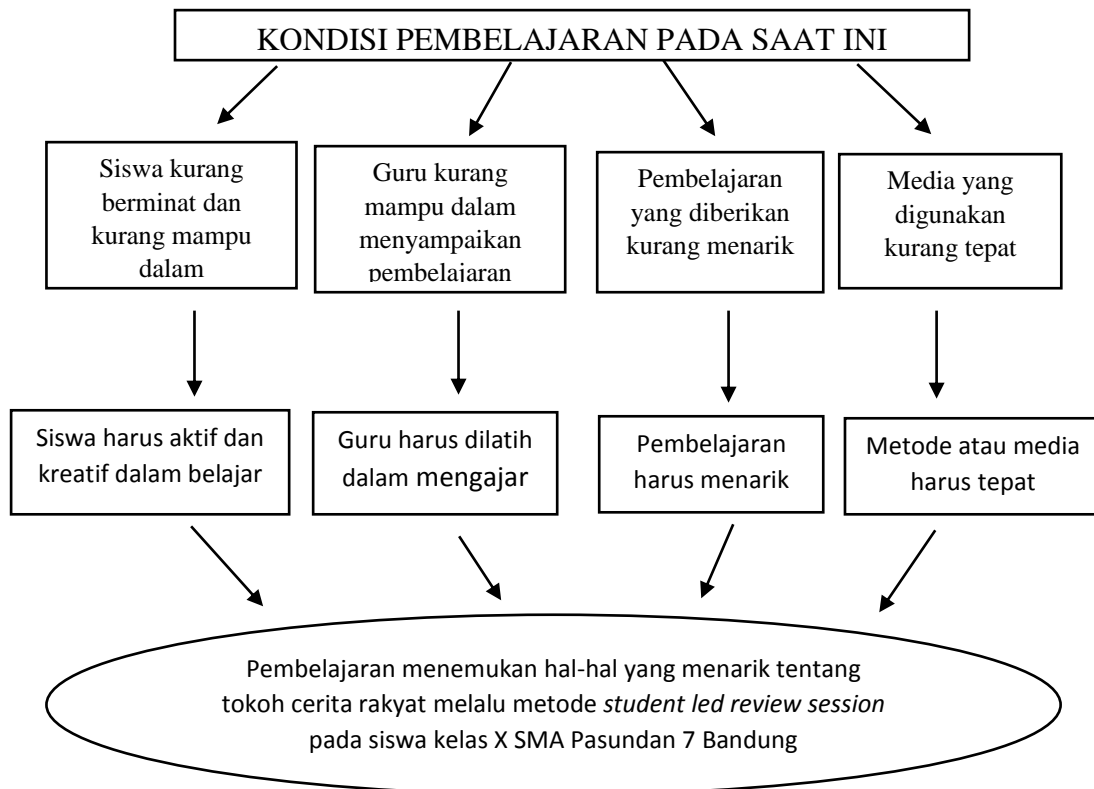 KONDISI PEMBELAJARAN PADA SAAT INI
Siswa kurang
berminat dan
kurang mampu
dalam
Guru kurang
mampu dalam
menyampaikan
pembelajaran
Pembelajaran
yang diberikan
kurang menarik
Media yang
digunakan
kurang tepat
Siswa harus aktif dan
kreatif dalam belajar
Guru harus dilatih
dalam mengajar
Pembelajaran
harus menarik
Metode atau media
harus tepat
Pembelajaran menemukan hal-hal yang menarik tentang
tokoh cerita rakyat melalu metode student led review session
pada siswa kelas X SMA Pasundan 7 Bandung